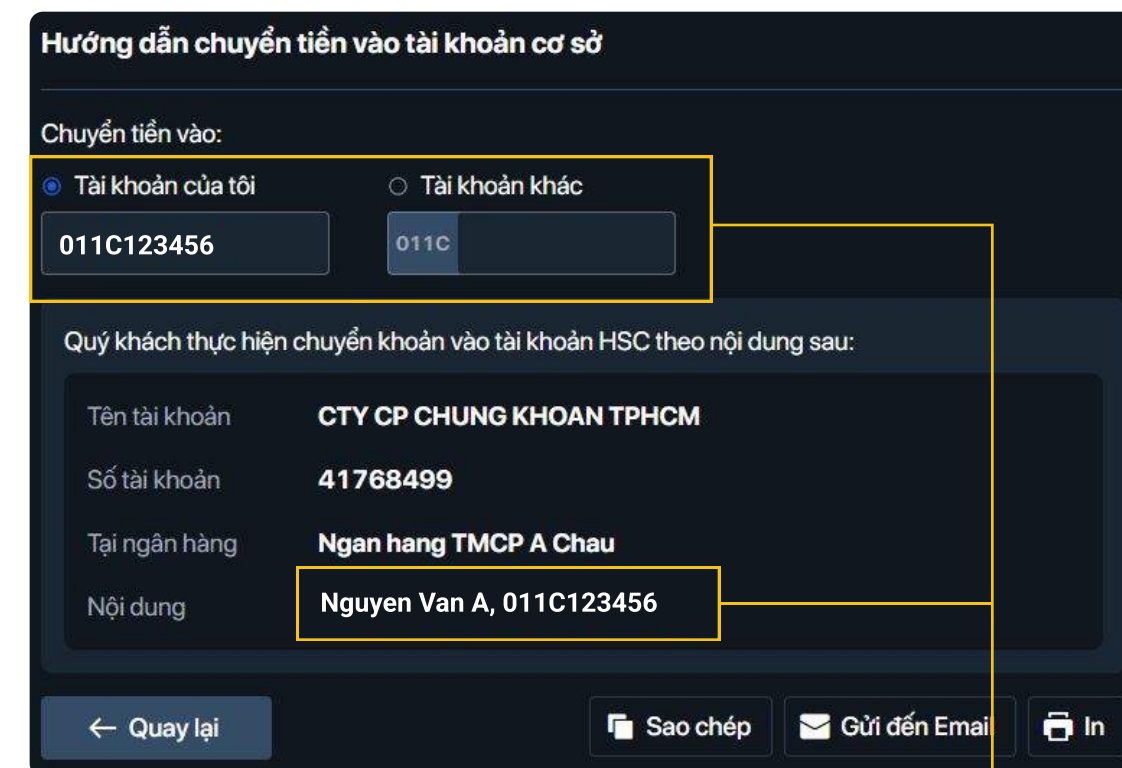 Hướng dẫn chuyển tiền vào tài khoản cơ sở
Chuyển tiền vào:
Tài khoản của tôi Tài khoản khác
011C123456 011C
Quý khách thực hiện chuyển khoản vào tài khoản HSC theo nội dung sau:
Tên tài khoản CTY CP CHUNG KHOAN TPHCM
Số tài khoản 41768499
Tại ngân hàng Ngan hang TMCP A Chau
Nội dung Nguyen Van A, 011C123456
← Quay lại Sao chép Gửi đến Email In